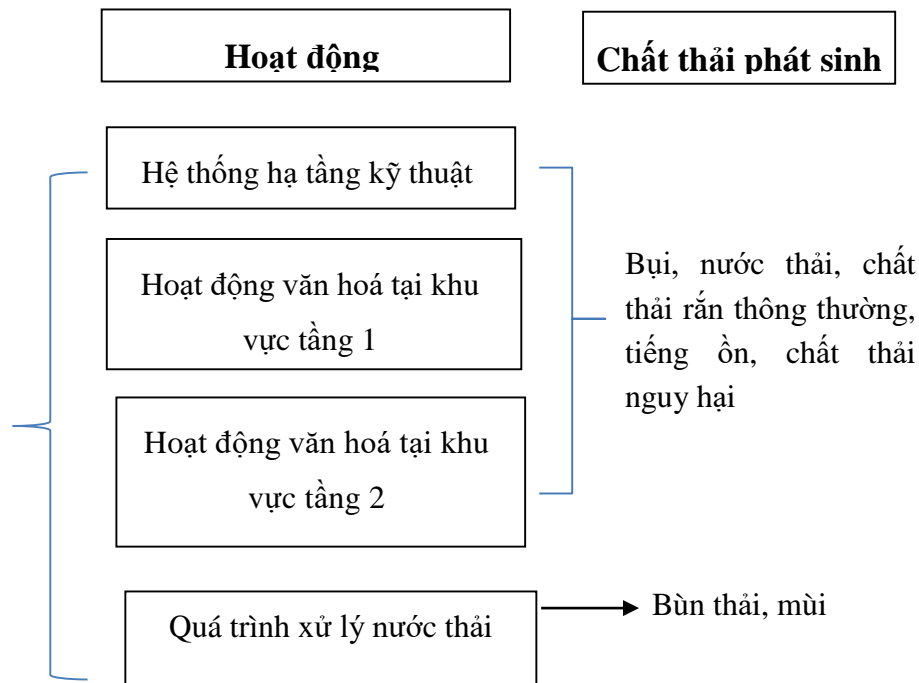 Hoạt động
Chất thải phát sinh
Hệ thống hạ tầng kỹ thuật
Hoạt động văn hoá tại khu
vực tầng 1
Hoạt động văn hoá tại khu
vực tầng 2
Bụi, nước thải, chất
thải rắn thông thường,
tiếng ồn, chất thải
nguy hại
Quá trình xử lý nước thải
Bùn thải, mùi